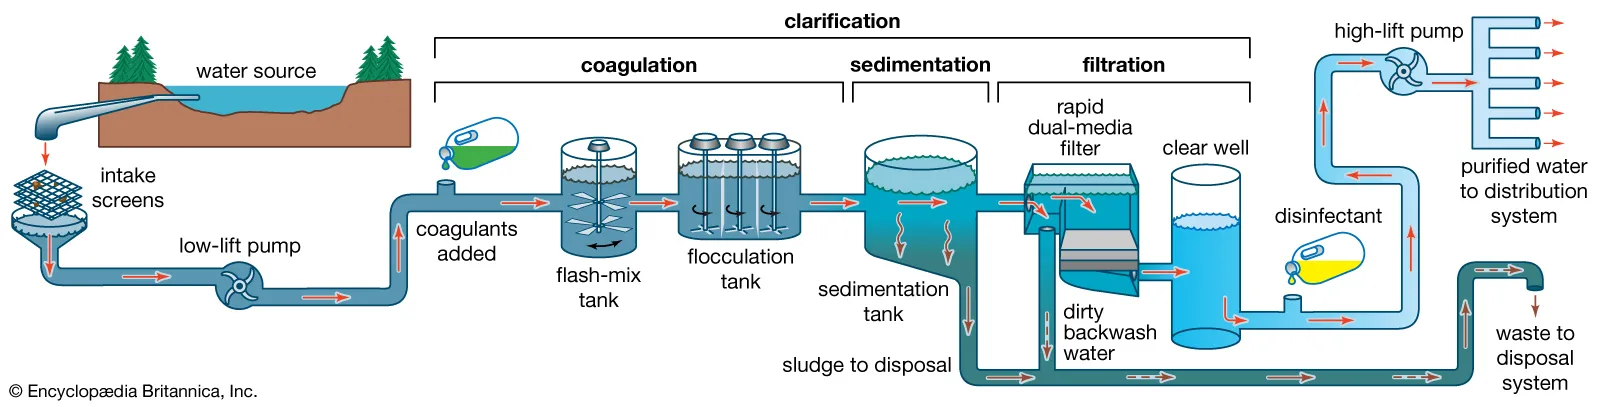 clarification
coagulation
sedimentation
filtration
high-lift pump
water source
rapid
dual-media
filter
clear well
purified water
to distribution
system
intake
screens
disinfectant
low-lift pump
coagulants
added
flash-mix
tank
flocculation
tank
sedimentation
tank
dirty
backwash
water
sludge to disposal
waste to
disposal
system
© Encyclopædia Britannica, Inc.